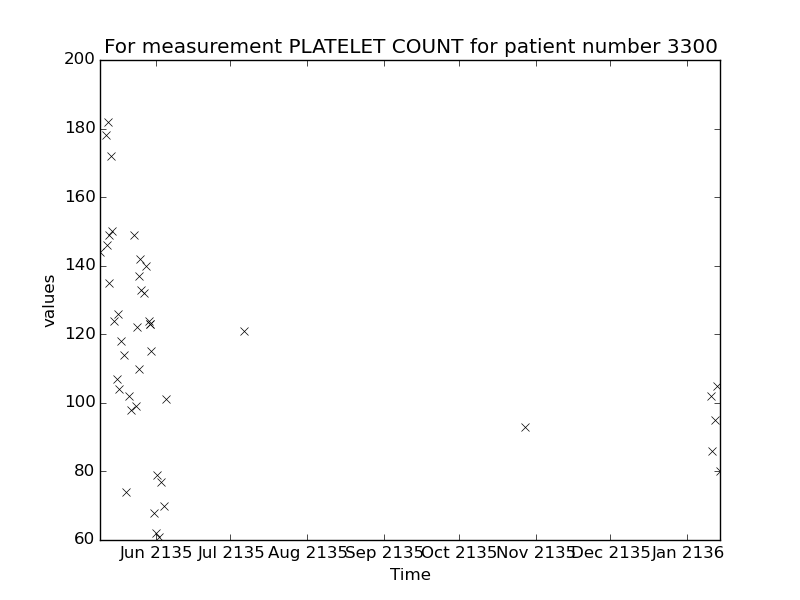 For measurement PLATELET COUNT for patient number 3300
200
180
160
140
120
100
80
60
values
Jun 2135 Jul 2135 Aug 2135 Sep 2135 Oct 2135 Nov 2135 Dec 2135 Jan 2136
Time